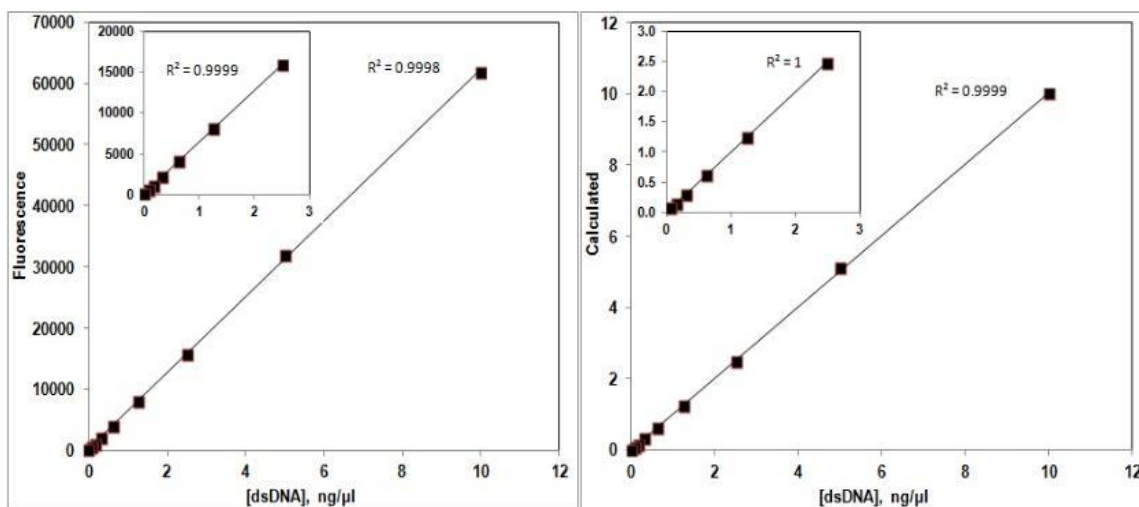 70000
60000
50000
40000
30000
20000
10000
0
Fluorescence
0 2 4 6 8 10 12
[dsDNA], ng/µl
R² = 0.9998
20000
15000
10000
5000
0
0 1 2 3
R² = 0.9999
12
10
8
6
4
2
0
Calculated
0 2 4 6 8 10 12
[dsDNA], ng/µl
R² = 0.9999
3.0
2.5
2.0
1.5
1.0
0.5
0.0
0 1 2 3
R² = 1